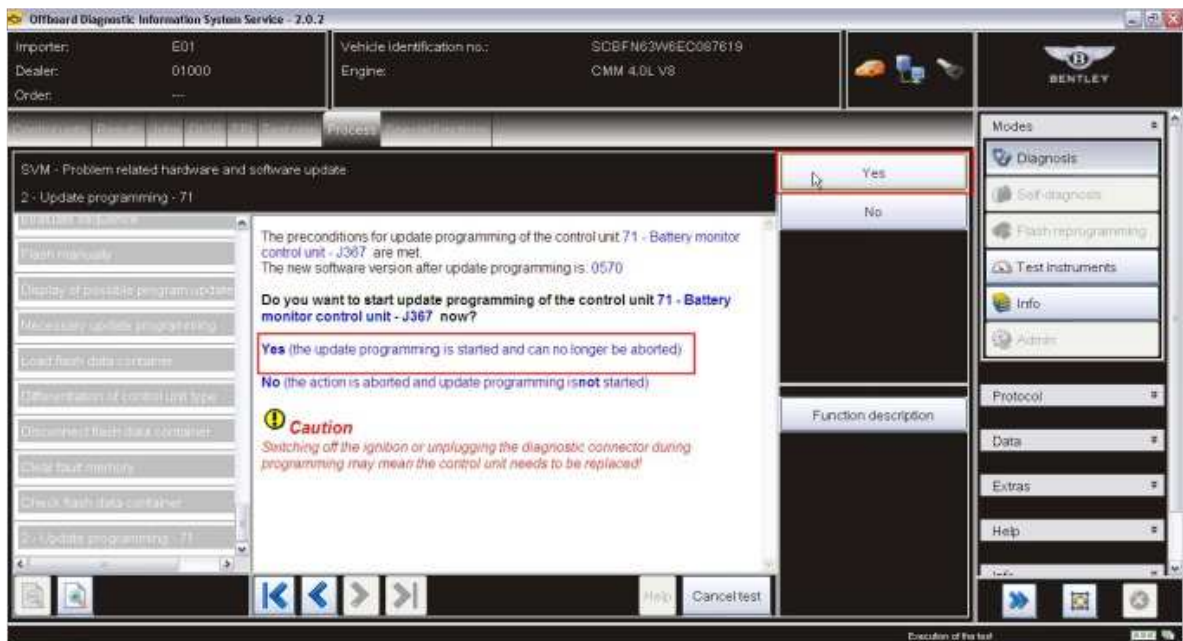 Offboard Diagnostic Information System Service - 2.0.2
Importer: E01
Dealer: 01000
Order: ---
Vehicle identification no.: SCBFN63W6EC087619
Engine: CMM 4.0L V8
BENTLEY
Process
SVM - Problem related hardware and software update
2 - Update programming - 71
Flash manually
Display of possible program updates
Necessary update programming
Load flash data container
Differentiation of control unit type
Disconnect flash data container
Clear fault memory
Check flash data container
2 - Update programming - 71
The preconditions for update programming of the control unit 71 - Battery monitor
control unit - J367 are met.
The new software version after update programming is: 0570
Do you want to start update programming of the control unit 71 - Battery
monitor control unit - J367 now?
Yes (the update programming is started and can no longer be aborted)
No (the action is aborted and update programming isnot started)
Caution
Switching off the ignition or unplugging the diagnostic connector during
programming may mean the control unit needs to be replaced!
Help
Cancel test
Yes
No
Function description
Modes
Diagnosis
Self-diagnosis
Flash reprogramming
Test instruments
Info
Admin
Protocol
Data
Extras
Help
Info
Execution of the test